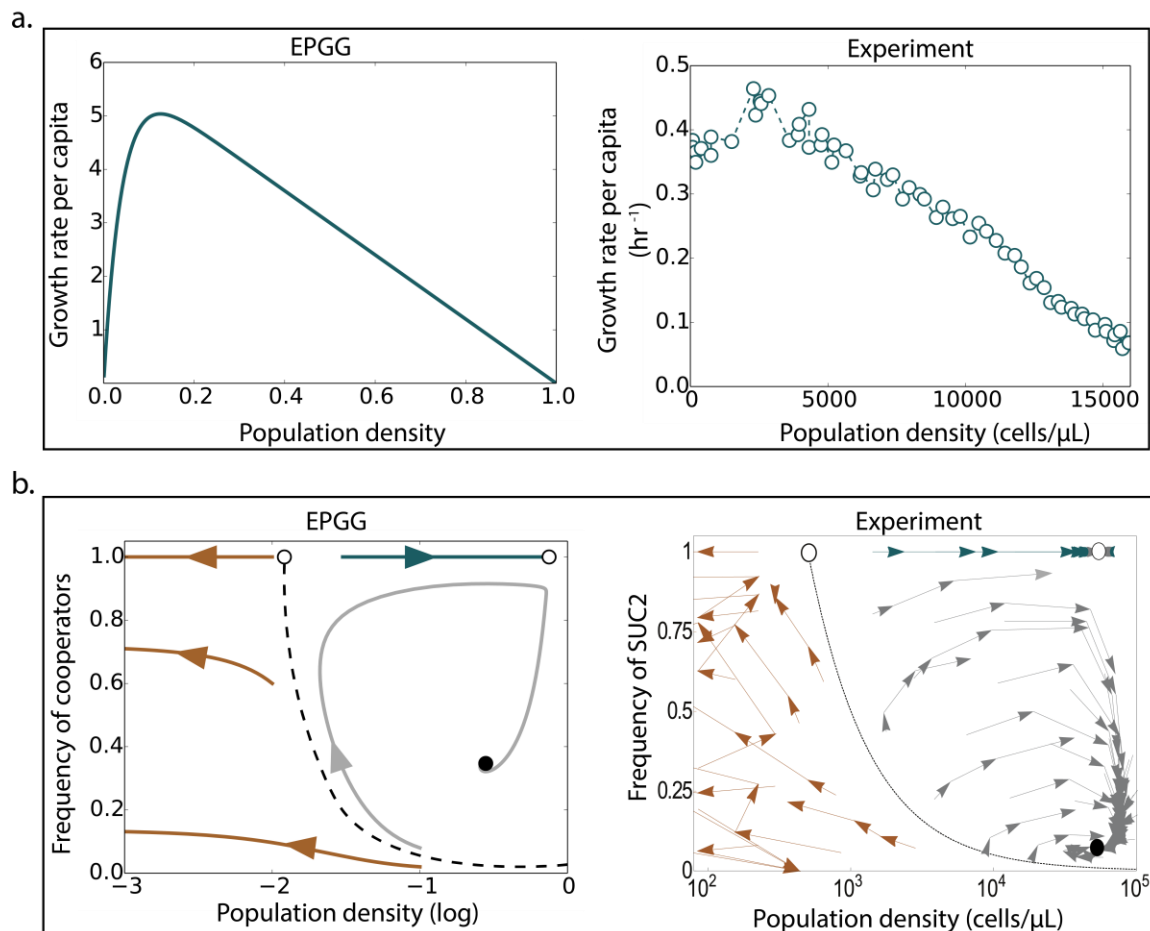 a.
EPGG
Growth rate per capita
6
5
4
3
2
1
0.0 0.2 0.4 0.6 0.8 1.0
Population density
Experiment
Growth rate per capita
(hr⁻¹)
0.5
0.4
0.3
0.2
0.1
0.0
0 5000 10000 15000
Population density (cells/μL)
b.
EPGG
Frequency of cooperators
1.0
0.8
0.6
0.4
0.2
0.0
−3 −2 −1 0
Population density (log)
Experiment
Frequency of SUC2
1
0.75
0.5
0.25
0
10² 10³ 10⁴ 10⁵
Population density (cells/μL)